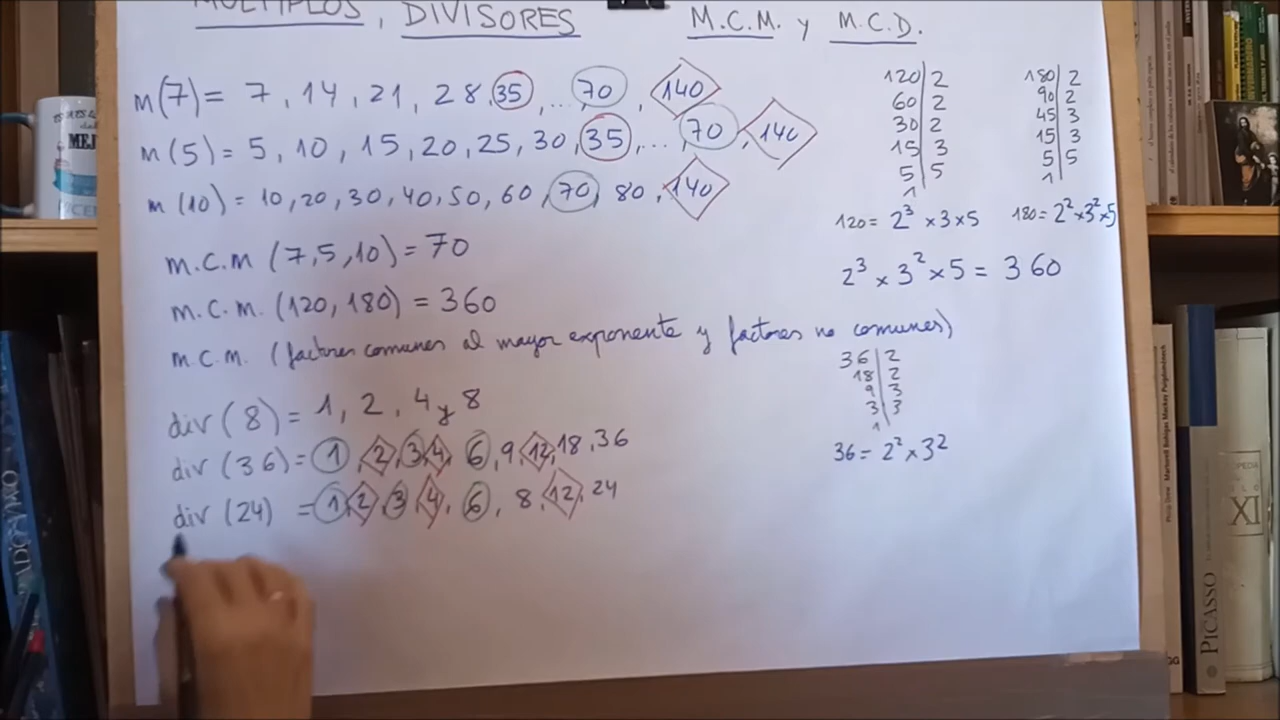 MULTIPLOS, DIVISORES M.C.M. y M.C.D.
m(7) = 7, 14, 21, 28, 35, ..., 70, 140
m(5) = 5, 10, 15, 20, 25, 30, 35, ..., 70, 140
m(10) = 10, 20, 30, 40, 50, 60, 70, 80, 140
m.c.m (7,5,10) = 70
m.c.m. (120, 180) = 360
m.c.m. (factores comunes al mayor exponente y factores no comunes)
div (8) = 1, 2, 4 y 8
div (36) = 1, 2, 3, 4, 6, 9, 12, 18, 36
div (24) = 1, 2, 3, 4, 6, 8, 12, 24
120 | 2
60 | 2
30 | 2
15 | 3
5 | 5
1
120 = 2³ x 3 x 5
180 | 2
90 | 2
45 | 3
15 | 3
5 | 5
1
180 = 2² x 3² x 5
2³ x 3² x 5 = 360
36 | 2
18 | 2
9 | 3
3 | 3
1
36 = 2² x 3²
PICASSO
XI